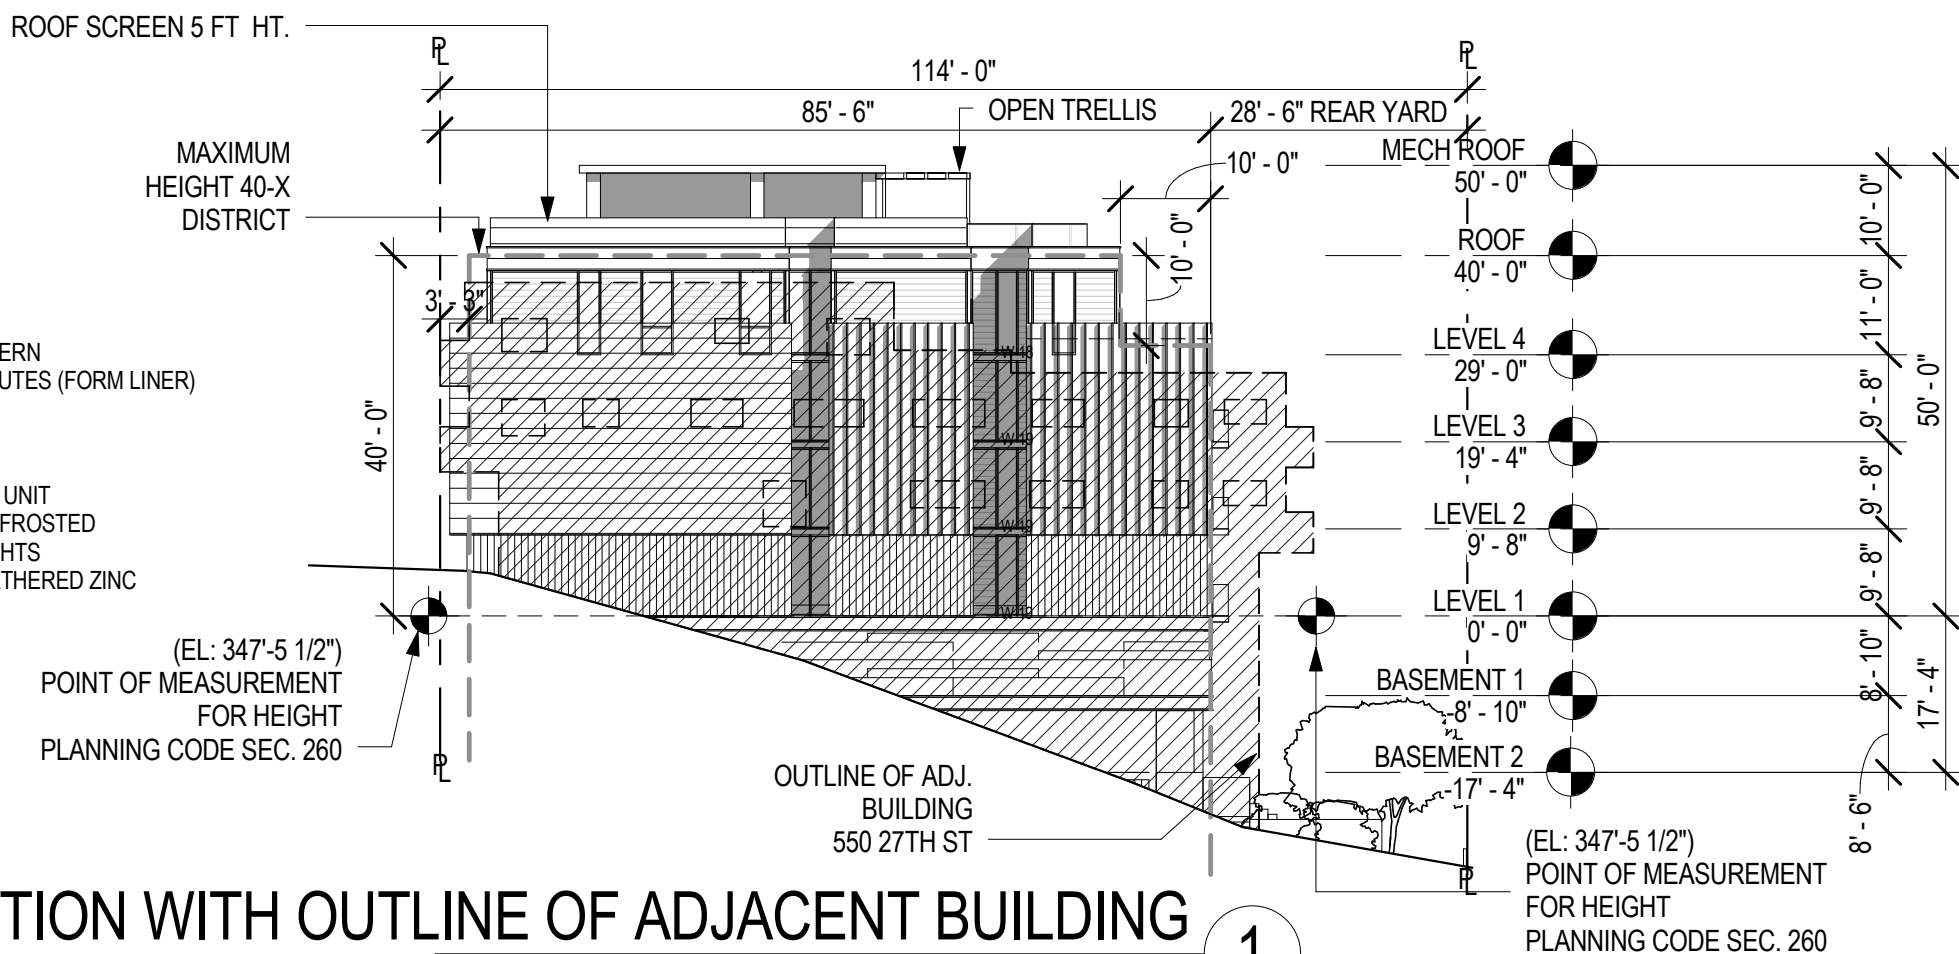 ROOF SCREEN 5 FT HT.
PL
PL
114' - 0"
85' - 6"
OPEN TRELLIS
28' - 6" REAR YARD
MAXIMUM
HEIGHT 40-X
DISTRICT
10' - 0"
10' - 0"
3' - 3"
40' - 0"
ERN
UTES (FORM LINER)
UNIT
FROSTED
HTS
THERED ZINC
W-18
W-19
W-19
W-19
MECH ROOF
50' - 0"
ROOF
40' - 0"
LEVEL 4
29' - 0"
LEVEL 3
19' - 4"
LEVEL 2
9' - 8"
LEVEL 1
0' - 0"
BASEMENT 1
-8' - 10"
BASEMENT 2
-17' - 4"
10' - 0"
11' - 0"
9' - 8"
9' - 8"
9' - 8"
8' - 10"
8' - 6"
50' - 0"
17' - 4"
(EL: 347'-5 1/2")
POINT OF MEASUREMENT
FOR HEIGHT
PLANNING CODE SEC. 260
PL
OUTLINE OF ADJ.
BUILDING
550 27TH ST
PL
(EL: 347'-5 1/2")
POINT OF MEASUREMENT
FOR HEIGHT
PLANNING CODE SEC. 260
TION WITH OUTLINE OF ADJACENT BUILDING
1